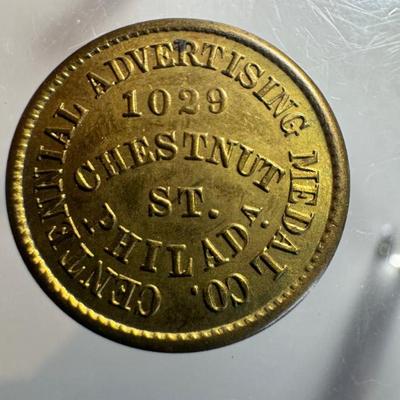 CENTENNIAL ADVERTISING MEDAL CO.
1029
CHESTNUT
ST.
PHILADA.